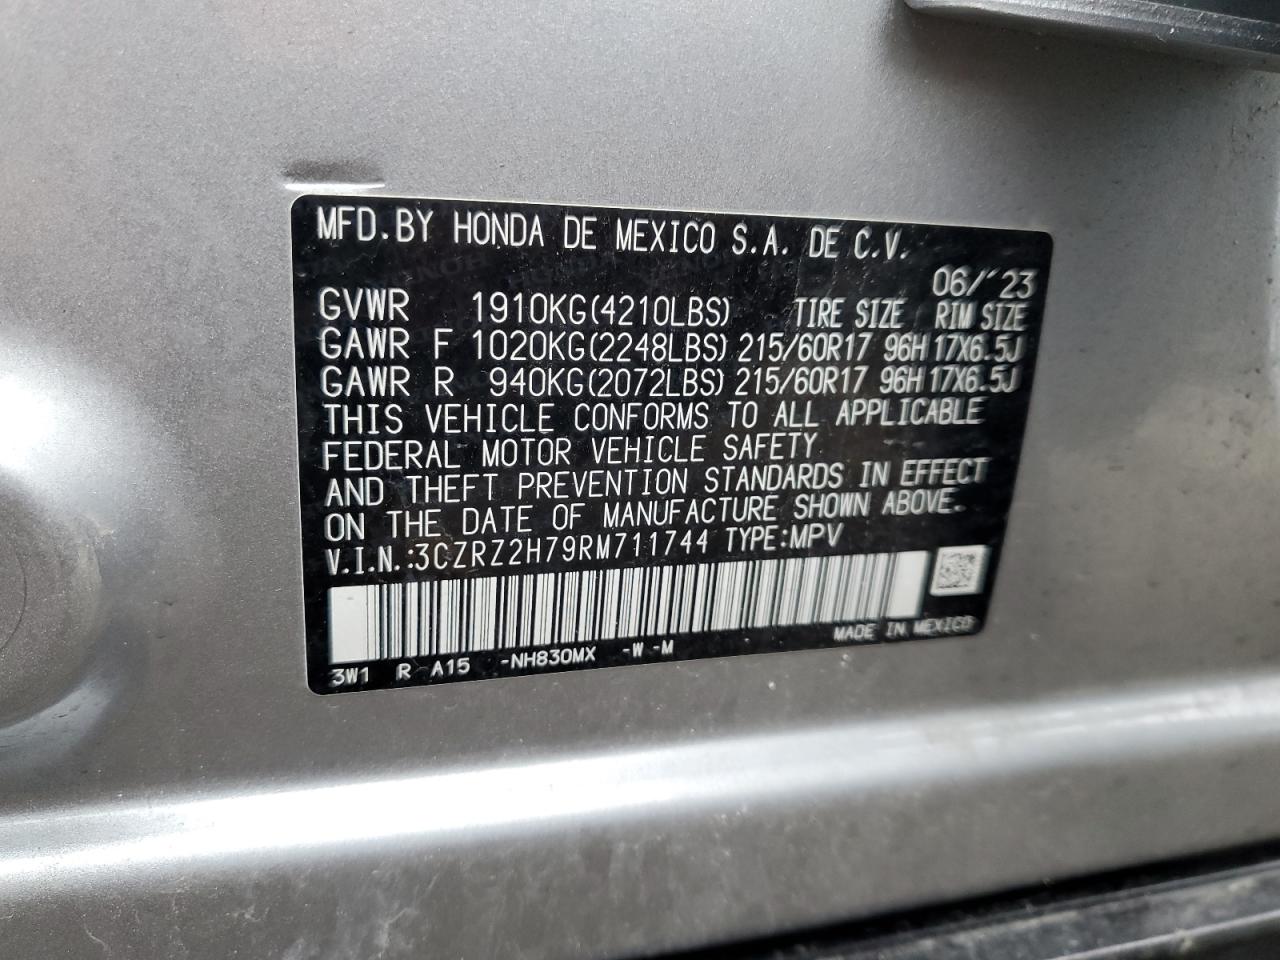 MFD.BY HONDA DE MEXICO S.A. DE C.V.
06/'23
GVWR 1910KG(4210LBS) TIRE SIZE RIM SIZE
GAWR F 1020KG(2248LBS) 215/60R17 96H 17X6.5J
GAWR R 940KG(2072LBS) 215/60R17 96H 17X6.5J
THIS VEHICLE CONFORMS TO ALL APPLICABLE
FEDERAL MOTOR VEHICLE SAFETY
AND THEFT PREVENTION STANDARDS IN EFFECT
ON THE DATE OF MANUFACTURE SHOWN ABOVE.
V.I.N.:3CZRZ2H79RM711744 TYPE:MPV
MADE IN MEXICO
3W1 R A15 -NH830MX -W -M